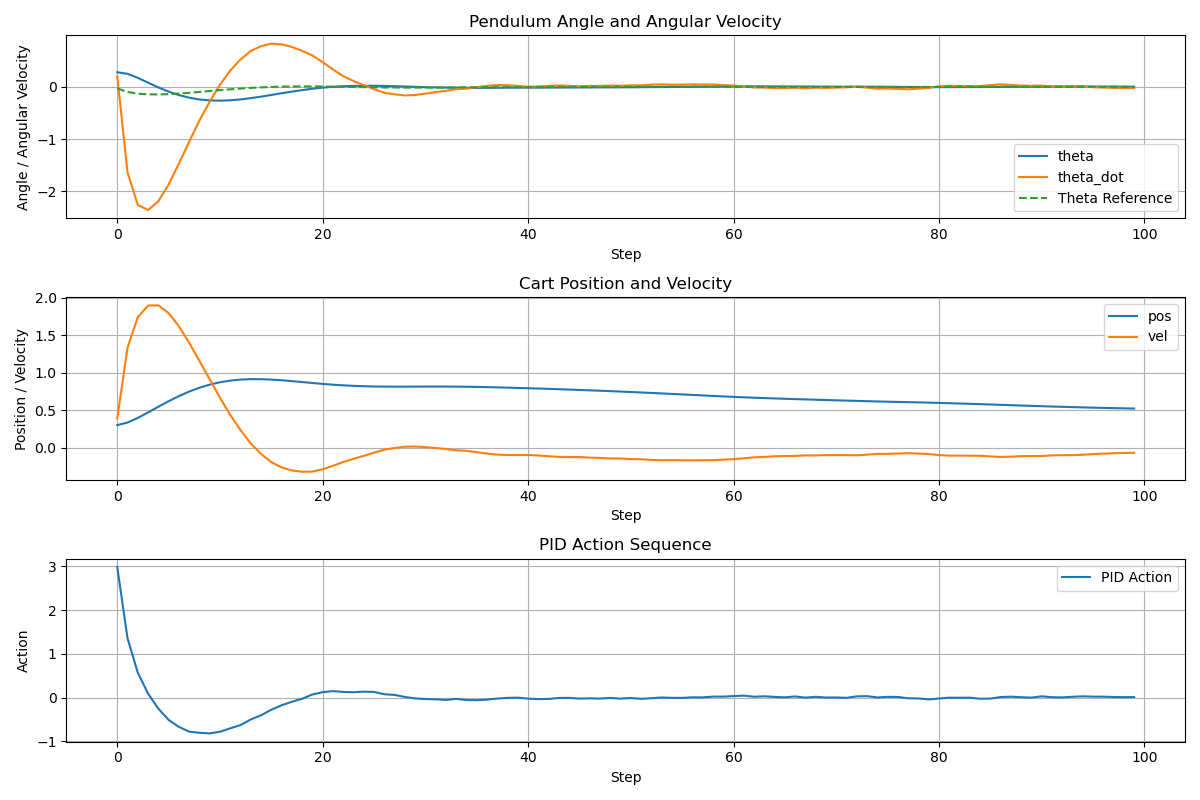 Pendulum Angle and Angular Velocity
Angle / Angular Velocity
0
−1
−2
theta
theta_dot
Theta Reference
0 20 40 60 80 100
Step
Cart Position and Velocity
Position / Velocity
2.0
1.5
1.0
0.5
0.0
pos
vel
0 20 40 60 80 100
Step
PID Action Sequence
Action
3
2
1
0
−1
PID Action
0 20 40 60 80 100
Step